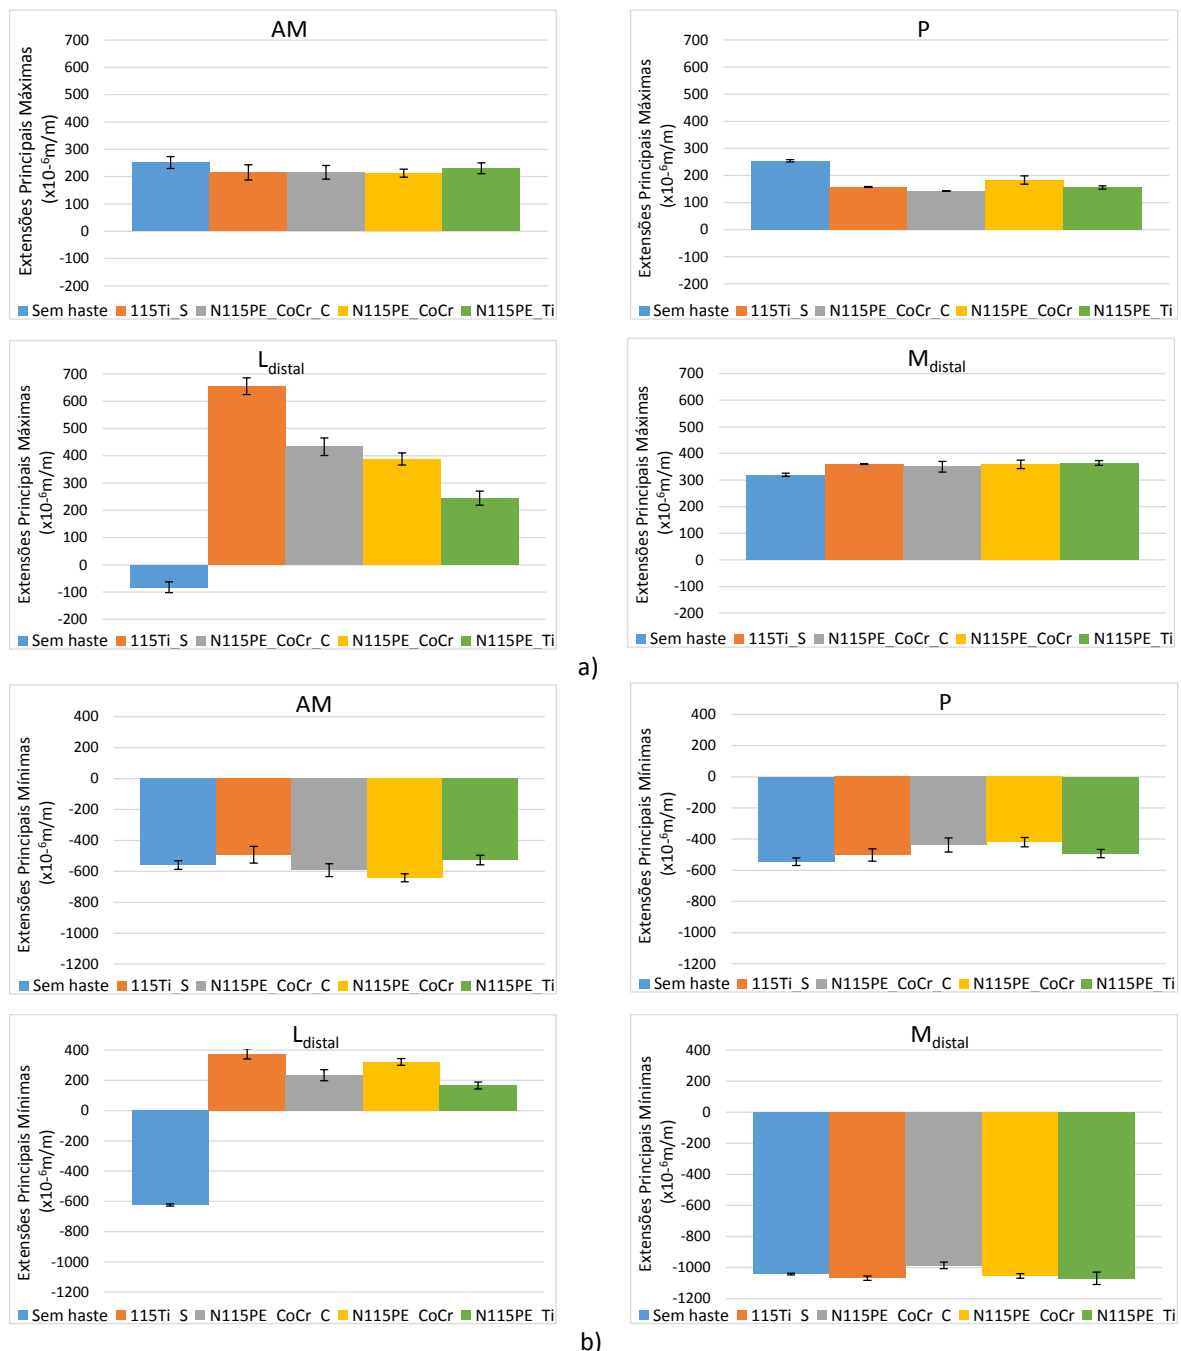 AM
Extensões Principais Máximas
(x10-⁶m/m)
700
600
500
400
300
200
100
0
-100
-200
Sem haste 115Ti_S N115PE_CoCr_C N115PE_CoCr N115PE_Ti
P
Extensões Principais Máximas
(x10-⁶m/m)
700
600
500
400
300
200
100
0
-100
-200
Sem haste 115Ti_S N115PE_CoCr_C N115PE_CoCr N115PE_Ti
Ldistal
Extensões Principais Máximas
(x10-⁶m/m)
700
600
500
400
300
200
100
0
-100
-200
Sem haste 115Ti_S N115PE_CoCr_C N115PE_CoCr N115PE_Ti
Mdistal
Extensões Principais Máximas
(x10-⁶m/m)
700
600
500
400
300
200
100
0
-100
-200
Sem haste 115Ti_S N115PE_CoCr_C N115PE_CoCr N115PE_Ti
a)
AM
Extensões Principais Mínimas
(x10-⁶m/m)
400
200
0
-200
-400
-600
-800
-1000
-1200
Sem haste 115Ti_S N115PE_CoCr_C N115PE_CoCr N115PE_Ti
P
Extensões Principais Mínimas
(x10-⁶m/m)
400
200
0
-200
-400
-600
-800
-1000
-1200
Sem haste 115Ti_S N115PE_CoCr_C N115PE_CoCr N115PE_Ti
Ldistal
Extensões Principais Mínimas
(x10-⁶m/m)
400
200
0
-200
-400
-600
-800
-1000
-1200
Sem haste 115Ti_S N115PE_CoCr_C N115PE_CoCr N115PE_Ti
Mdistal
Extensões Principais Mínimas
(x10-⁶m/m)
400
200
0
-200
-400
-600
-800
-1000
-1200
Sem haste 115Ti_S N115PE_CoCr_C N115PE_CoCr N115PE_Ti
b)